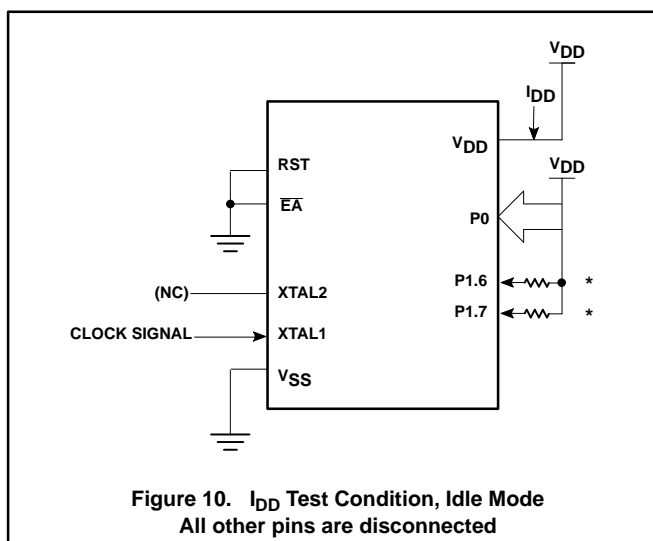 VDD
IDD
VDD
VDD
RST
EA
P0
P1.6 *
(NC) XTAL2
P1.7 *
CLOCK SIGNAL XTAL1
VSS
Figure 10. IDD Test Condition, Idle Mode
All other pins are disconnected